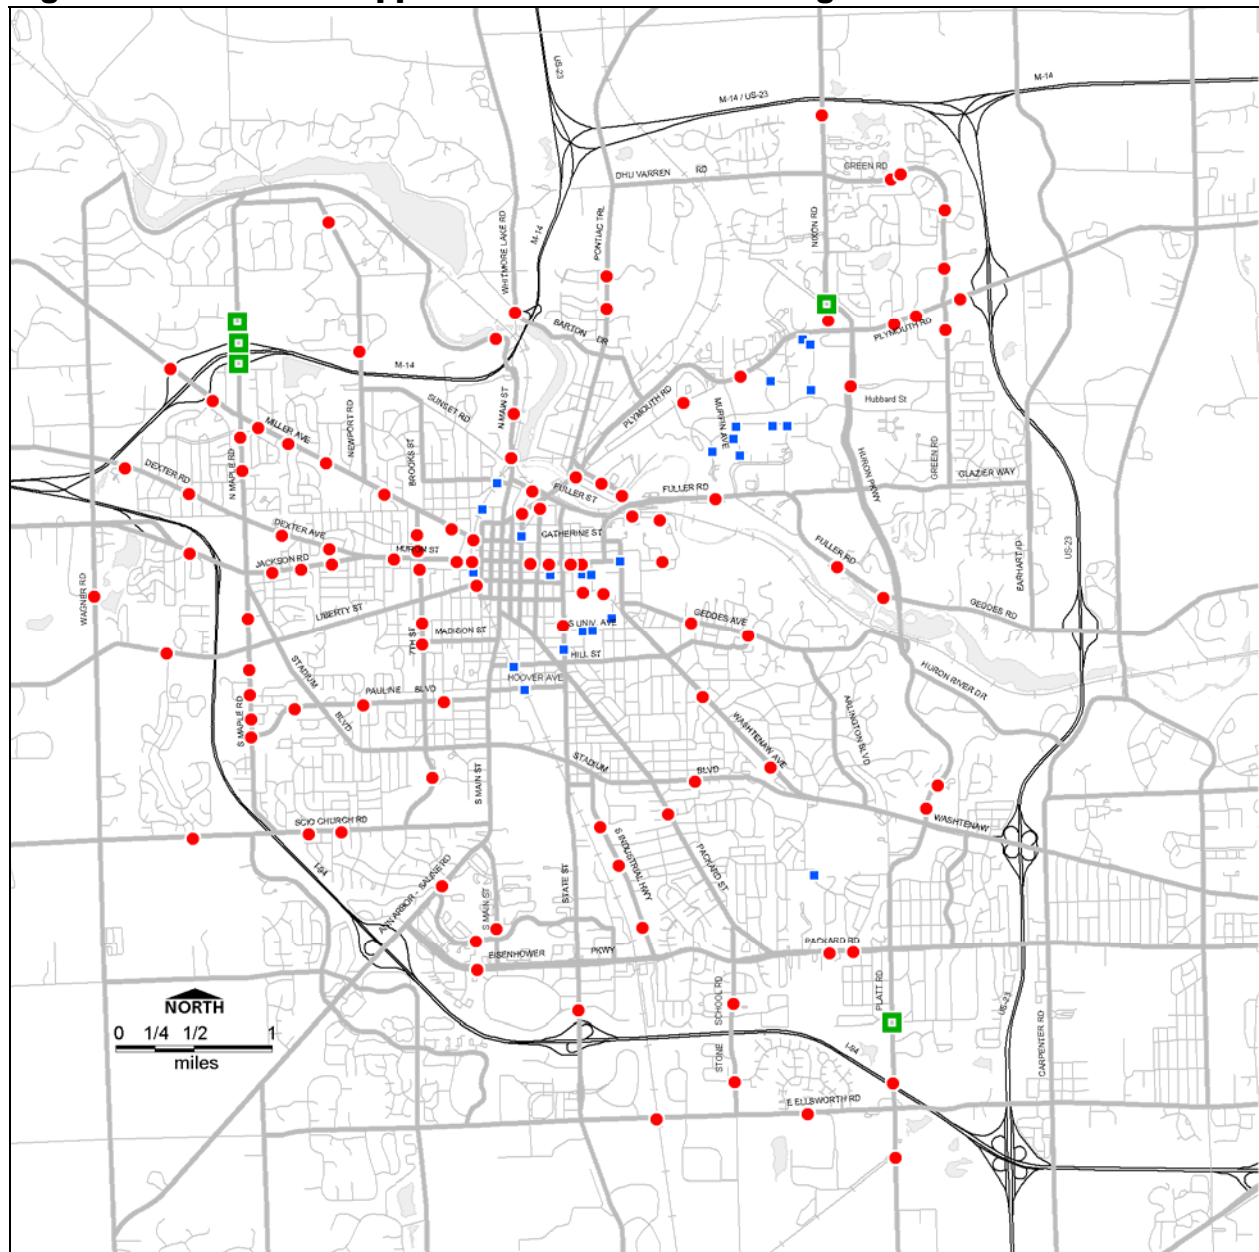 US-23
M-14
M-14 / US-23
GREEN RD
DHU VARREN RD
NIXON RD
PONTIAC TRL
WHITMORE LAKE RD
M-14
BARTON DR
PLYMOUTH RD
M-14
SUNSET RD
N MAIN ST
PLYMOUTH RD
MURFIN AVE
Hubbard St
MILLER AVE
NEWPORT RD
BROOKS ST
N MAPLE RD
DEXTER RD
HURON PKWY
GREEN RD
GLAZIER WAY
FULLER ST
FULLER RD
DEXTER AVE
HURON ST
CATHERINE ST
JACKSON RD
FULLER RD
EARHART RD
US-23
WAGNER RD
LIBERTY ST
GEDDES AVE
GEDDES RD
7TH ST
MADISON ST
S UNIV. AVE
HILL ST
STADIUM
BLVD
HOOVER AVE
HURON RIVER DR
PAULINE BLVD
ARLINGTON BLVD
S MAPLE RD
WASHTENAW AVE
STADIUM
BLVD
S MAIN ST
SCIO CHURCH RD
WASHTENAW
S INDUSTRIAL HWY
PACKARD ST
I-94
ANN ARBOR - SALINE RD
S MAIN ST
STATE ST
EISENHOWER
PKWY
PACKARD RD
PLATT RD
NORTH
0 1/4 1/2 1
miles
STONE SCHOOL RD
US-23
CARPENTER RD
I-94
E ELLSWORTH RD